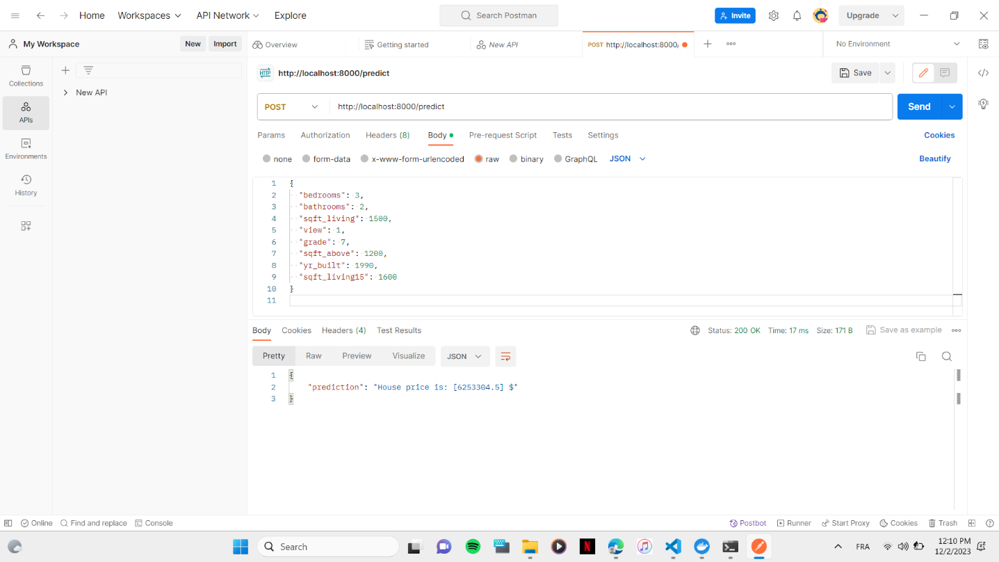 Home Workspaces API Network Explore Search Postman Invite Upgrade
My Workspace New Import Overview Getting started New API POST http://localhost:8000/ No Environment
HTTP http://localhost:8000/predict Save
Collections
New API
APIs
Environments
History
POST http://localhost:8000/predict Send
Params Authorization Headers (8) Body Pre-request Script Tests Settings Cookies
none form-data x-www-form-urlencoded raw binary GraphQL JSON Beautify
1 {
2 "bedrooms": 3,
3 "bathrooms": 2,
4 "sqft_living": 1500,
5 "view": 1,
6 "grade": 7,
7 "sqft_above": 1200,
8 "yr_built": 1990,
9 "sqft_living15": 1600
10 }
11
Body Cookies Headers (4) Test Results Status: 200 OK Time: 17 ms Size: 171 B Save as example
Pretty Raw Preview Visualize JSON
1 {
2 "prediction": "House price is: [6253304.5] $"
3 }
Online Find and replace Console Postbot Runner Start Proxy Cookies Trash
Search FRA 12:10 PM
12/2/2023